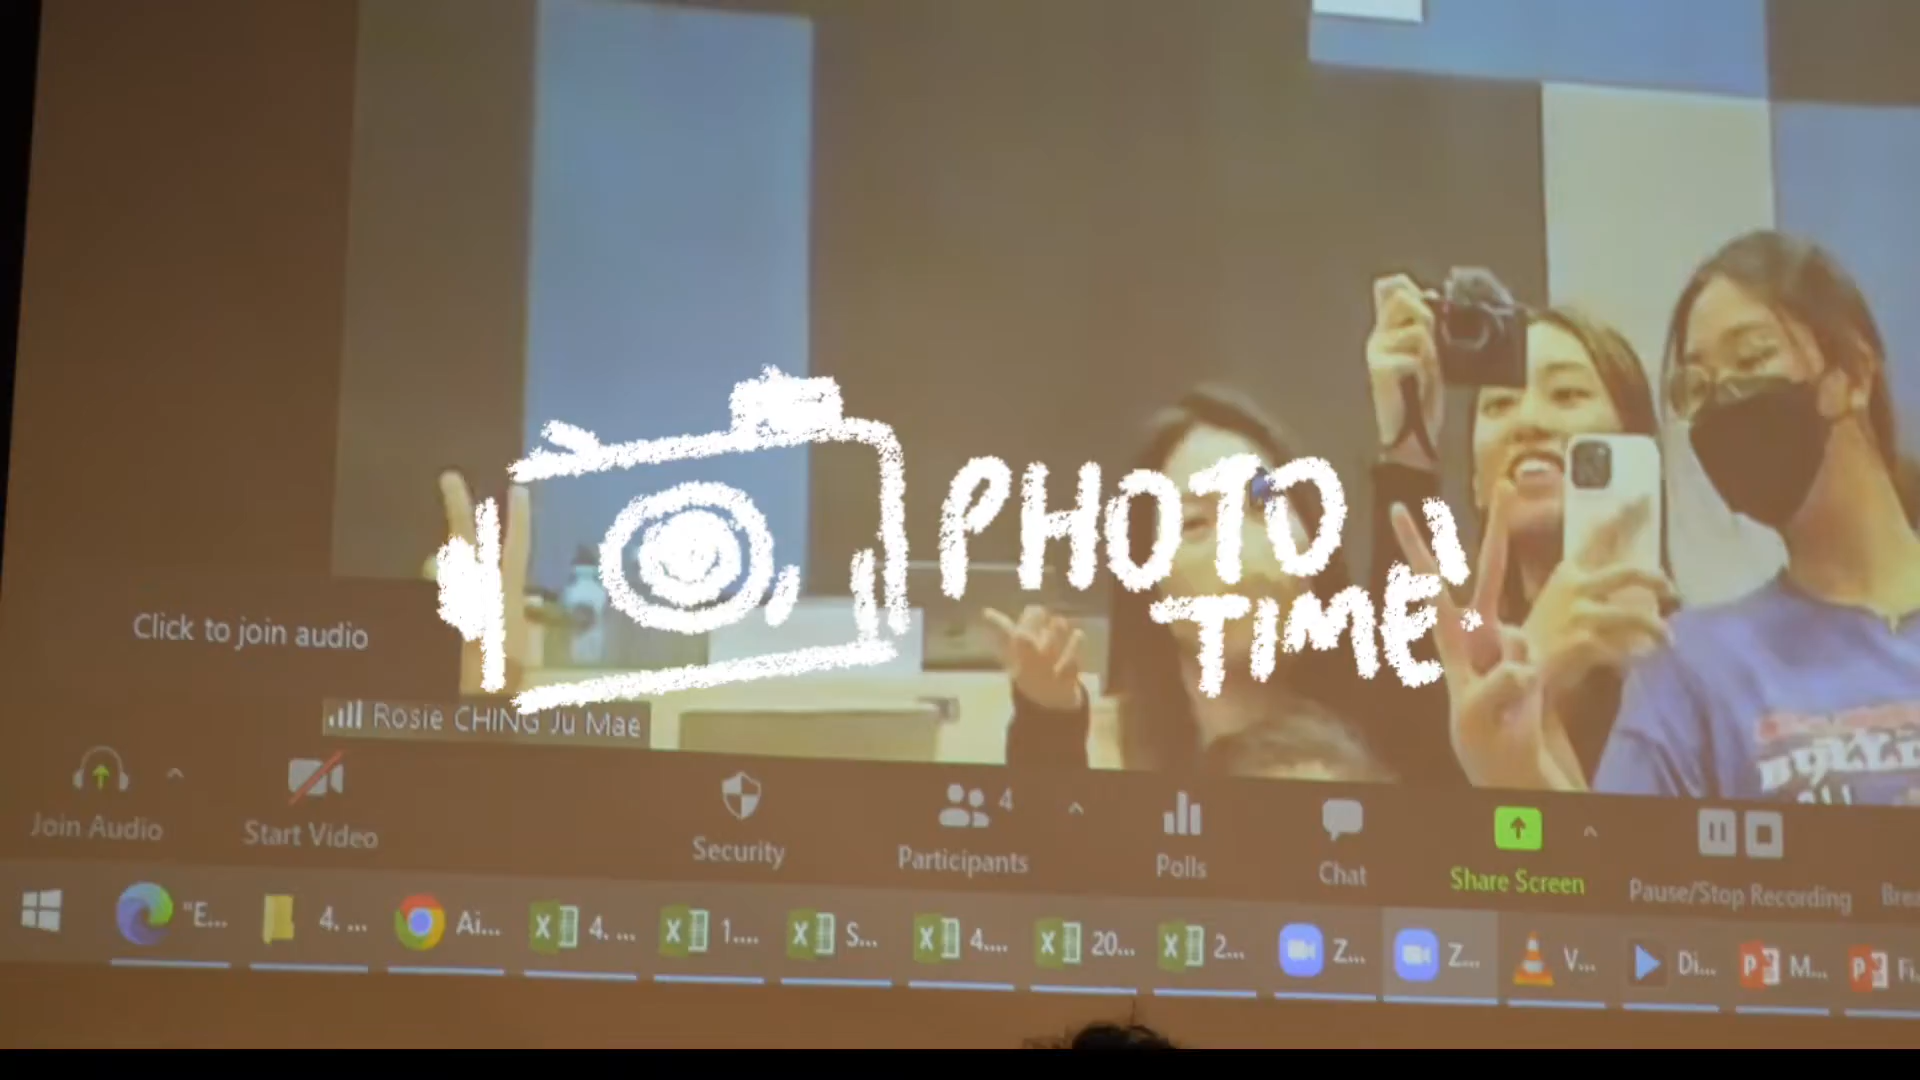 PHOTO
TIME!
Click to join audio
Rosie CHING Ju Mae
Join Audio
Start Video
Security
Participants
4
Polls
Chat
Share Screen
Pause/Stop Recording
"E...
4. ...
Ai...
4. ...
1....
S...
4....
20...
2...
Z...
Z...
V...
Di...
M...
Fi